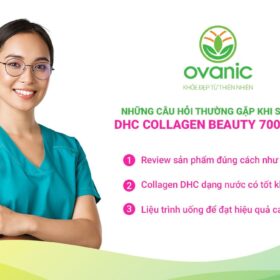 ovanic
KHỎE ĐẸP TỪ THIÊN NHIÊN
NHỮNG CÂU HỎI THƯỜNG GẶP KHI S
DHC COLLAGEN BEAUTY 700
1 Review sản phẩm đúng cách như
2 Collagen DHC dạng nước có tốt
3 Liệu trình uống để đạt hiệu quả